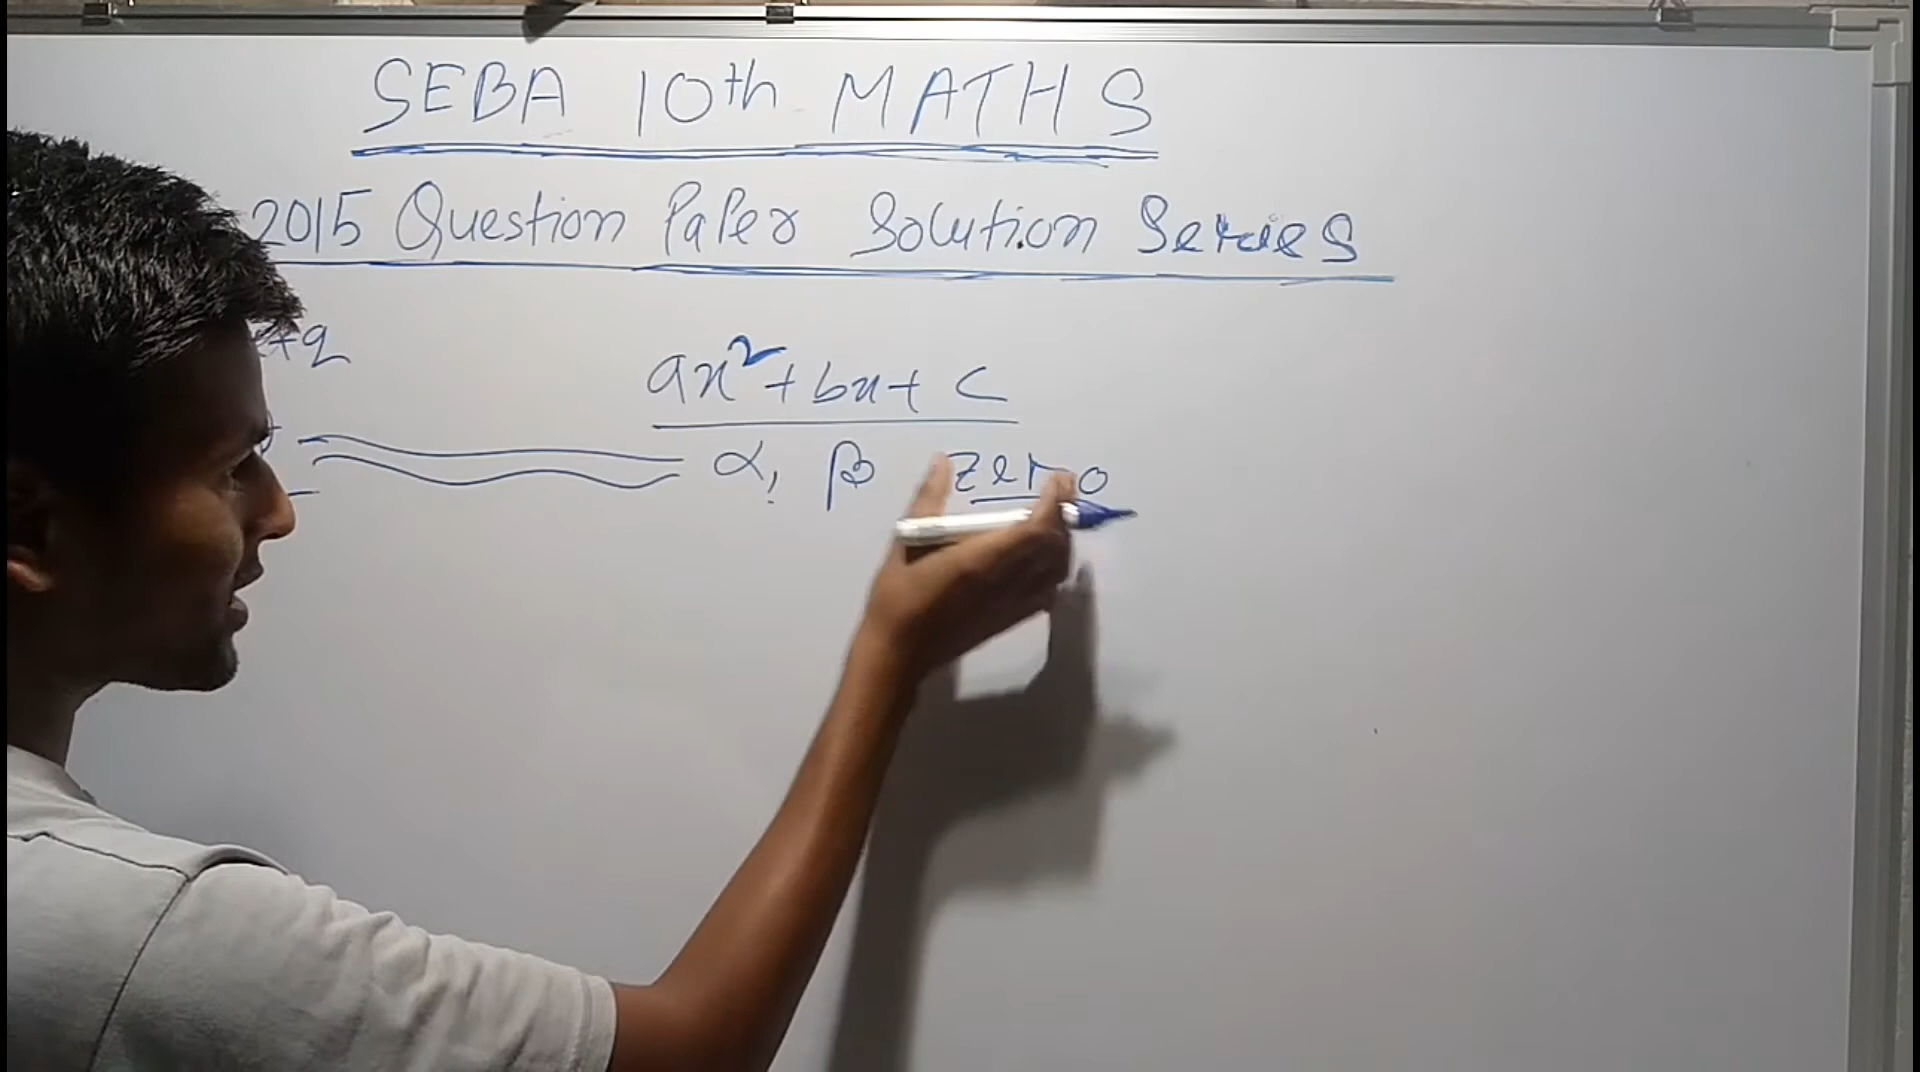 SEBA 10th MATHS
2015 Question Paper Solution Series
+q
ax²+bx+c
α, β zero